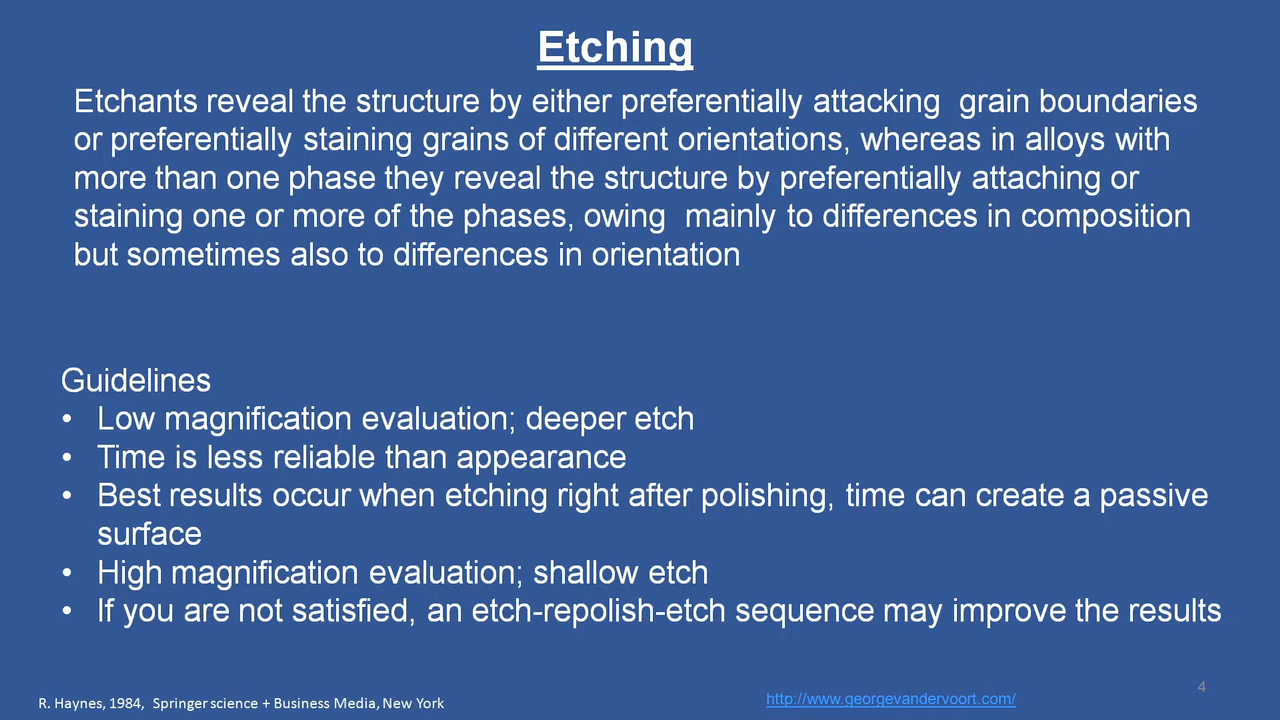 Etching
Etchants reveal the structure by either preferentially attacking  grain boundaries
or preferentially staining grains of different orientations, whereas in alloys with
more than one phase they reveal the structure by preferentially attaching or
staining one or more of the phases, owing  mainly to differences in composition
but sometimes also to differences in orientation
Guidelines
• Low magnification evaluation; deeper etch
• Time is less reliable than appearance
• Best results occur when etching right after polishing, time can create a passive
surface
• High magnification evaluation; shallow etch
• If you are not satisfied, an etch-repolish-etch sequence may improve the results
4
R. Haynes, 1984,  Springer science + Business Media, New York
http://www.georgevandervoort.com/